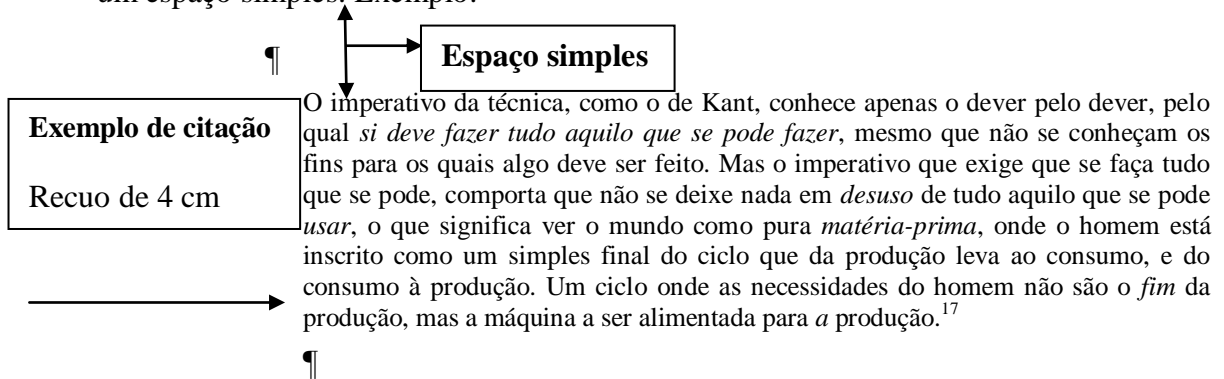 um espaço simples. Exemplo:
¶
Espaço simples
Exemplo de citação
Recuo de 4 cm
O imperativo da técnica, como o de Kant, conhece apenas o dever pelo dever, pelo
qual si deve fazer tudo aquilo que se pode fazer, mesmo que não se conheçam os
fins para os quais algo deve ser feito. Mas o imperativo que exige que se faça tudo
que se pode, comporta que não se deixe nada em desuso de tudo aquilo que se pode
usar, o que significa ver o mundo como pura matéria-prima, onde o homem está
inscrito como um simples final do ciclo que da produção leva ao consumo, e do
consumo à produção. Um ciclo onde as necessidades do homem não são o fim da
produção, mas a máquina a ser alimentada para a produção.17
¶